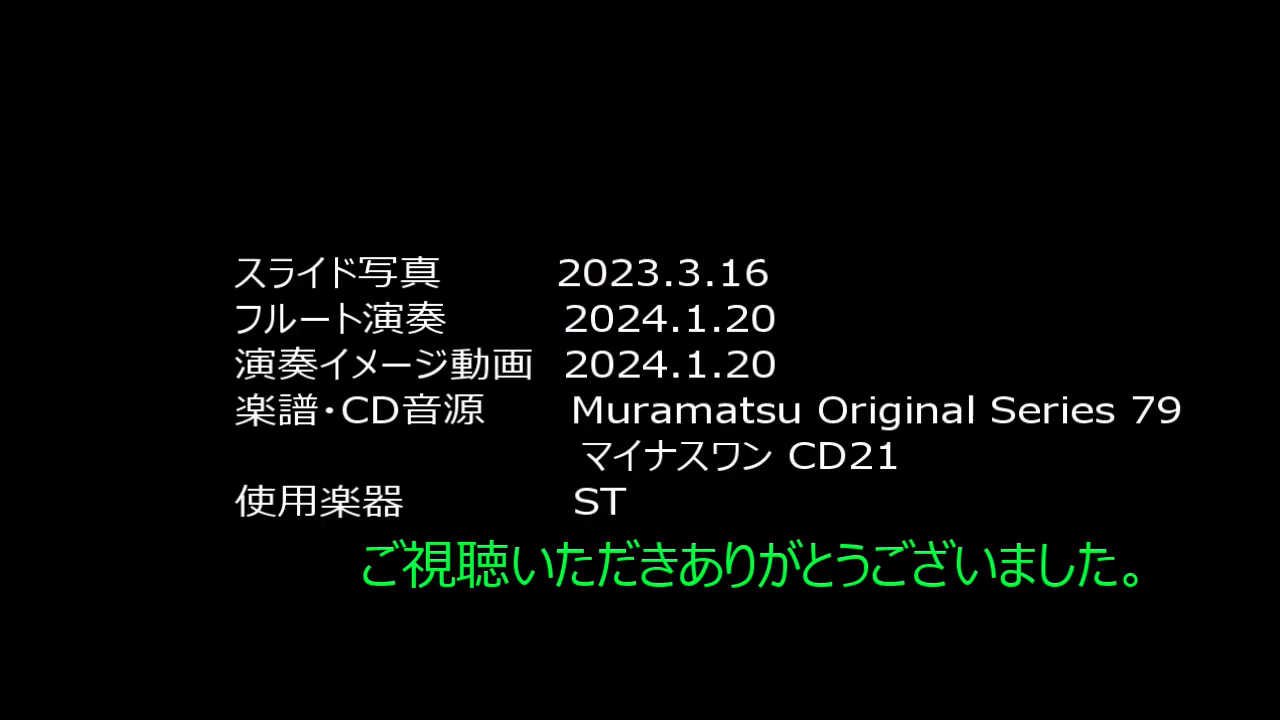 スライド写真 2023.3.16
フルート演奏 2024.1.20
演奏イメージ動画 2024.1.20
楽譜・CD音源 Muramatsu Original Series 79
マイナスワン CD21
使用楽器 ST
ご視聴いただきありがとうございました。